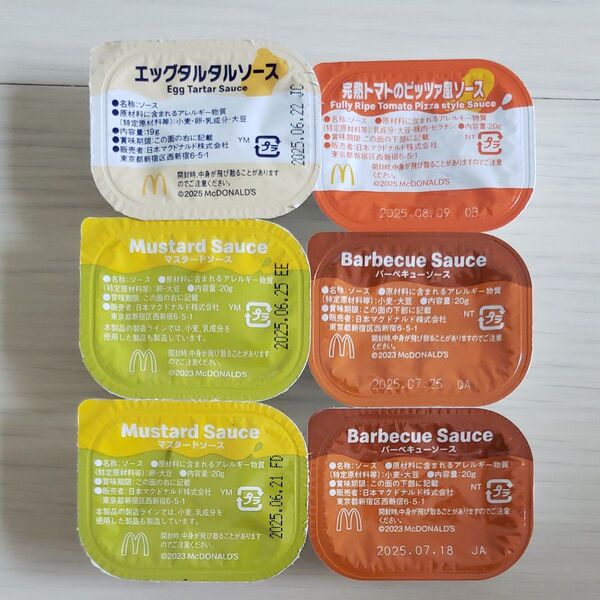 エッグタルタルソース
Egg Tartar Sauce
●名称:ソース
●原材料に含まれるアレルギー物質
(特定原材料等):小麦・卵・乳成分・大豆
●内容量:19g
●賞味期限:この面の右に記載 YM
●販売者:日本マクドナルド株式会社
東京都新宿区西新宿6-5-1
プラ
開封時、中身が飛び散ることがあります
のでご注意ください。
©2025 McDONALD'S
2025.06.22 JC
完熟トマトのピッツァ風ソース
Fully Ripe Tomato Pizza style Sauce
●名称:ソース ●原材料に含まれるアレルギー物質
(特定原材料等):乳成分・大豆・豚肉・ゼラチン ●内容量:20g
●賞味期限:この面の下部に記載 NT
●販売者:日本マクドナルド株式会社
東京都新宿区西新宿6-5-1
プラ
開封時、中身が飛び散ることがあります
のでご注意ください。
©2025 McDONALD'S
2025.08.09 0B
Mustard Sauce
マスタードソース
●名称:ソース ●原材料に含まれるアレルギー物質
(特定原材料等):卵・大豆 ●内容量:20g
●賞味期限:この面の右に記載
●販売者:日本マクドナルド株式会社 YM
東京都新宿区西新宿6-5-1
プラ
本製品の製造ラインでは、小麦、乳成分を
使用した製品も製造しています。
開封時、中身が飛び散ることがあります
のでご注意ください。
©2023 McDONALD'S
2025.06.25 EE
Barbecue Sauce
バーベキューソース
●名称:ソース ●原材料に含まれるアレルギー物質
(特定原材料等):小麦・大豆 ●内容量:20g
●賞味期限:この面の下部に記載 NT
●販売者:日本マクドナルド株式会社
東京都新宿区西新宿6-5-1
プラ
開封時、中身が飛び散ることがあります
のでご注意ください。
©2023 McDONALD'S
2025.07.25 0A
Mustard Sauce
マスタードソース
●名称:ソース ●原材料に含まれるアレルギー物質
(特定原材料等):卵・大豆 ●内容量:20g
●賞味期限:この面の右に記載
●販売者:日本マクドナルド株式会社 YM
東京都新宿区西新宿6-5-1
プラ
本製品の製造ラインでは、小麦、乳成分を
使用した製品も製造しています。
開封時、中身が飛び散ることがあります
のでご注意ください。
©2023 McDONALD'S
2025.06.21 FD
Barbecue Sauce
バーベキューソース
●名称:ソース ●原材料に含まれるアレルギー物質
(特定原材料等):小麦・大豆 ●内容量:20g
●賞味期限:この面の下部に記載 NT
●販売者:日本マクドナルド株式会社
東京都新宿区西新宿6-5-1
プラ
開封時、中身が飛び散ることがあります
のでご注意ください。
©2023 McDONALD'S
2025.07.18 JA